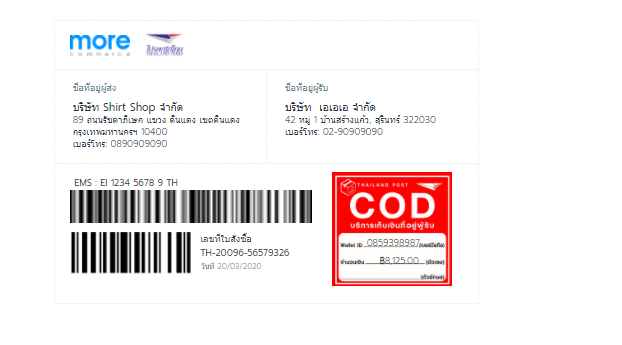 more
commerce
ไปรษณีย์ไทย
THAILAND POST
ชื่อที่อยู่ผู้ส่ง
บริษัท Shirt Shop จำกัด
89 ถนนรัชดาภิเษก แขวง ดินแดง เขตดินแดง
กรุงเทพมหานครฯ 10400
เบอร์โทร: 0890909090
ชื่อที่อยู่ผู้รับ
บริษัท เอเอเอ จำกัด
42 หมู่ 1 บ้านสร้างแก้ว, สุรินทร์ 322030
เบอร์โทร: 02-90909090
EMS : EI 1234 5678 9 TH
เลขที่ใบสั่งซื้อ
TH-20096-56579326
วันที่ 20/03/2020
THAILAND POST
COD
บริการเก็บเงินที่อยู่ผู้รับ
Wallet ID 0859398987 (เบอร์มือถือ)
จำนวนเงิน ฿8,125.00 (ตัวเลข)
(ตัวอักษร)